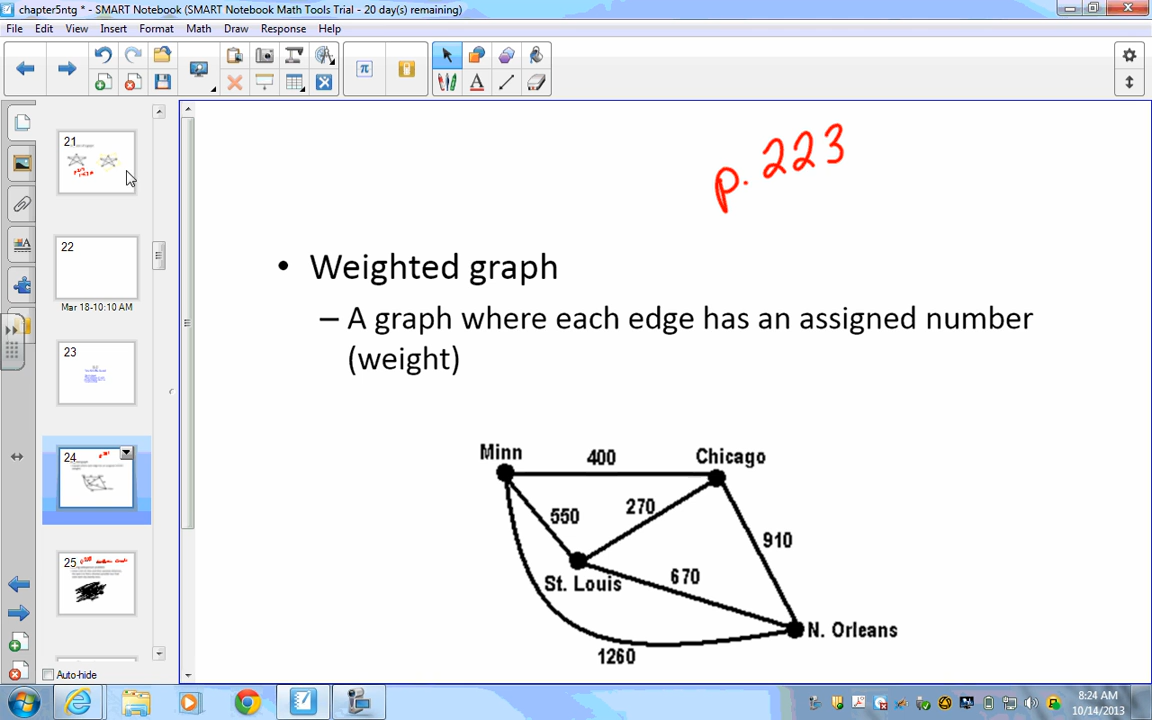 chapter5ntg * - SMART Notebook (SMART Notebook Math Tools Trial - 20 day(s) remaining)
File Edit View Insert Format Math Draw Response Help
π
A
p. 223
21
22
Mar 18-10:10 AM
23
24
25
• Weighted graph
– A graph where each edge has an assigned number
(weight)
Minn
400
Chicago
550
270
910
St. Louis
670
N. Orleans
1260
Auto-hide
8:24 AM
10/14/2013